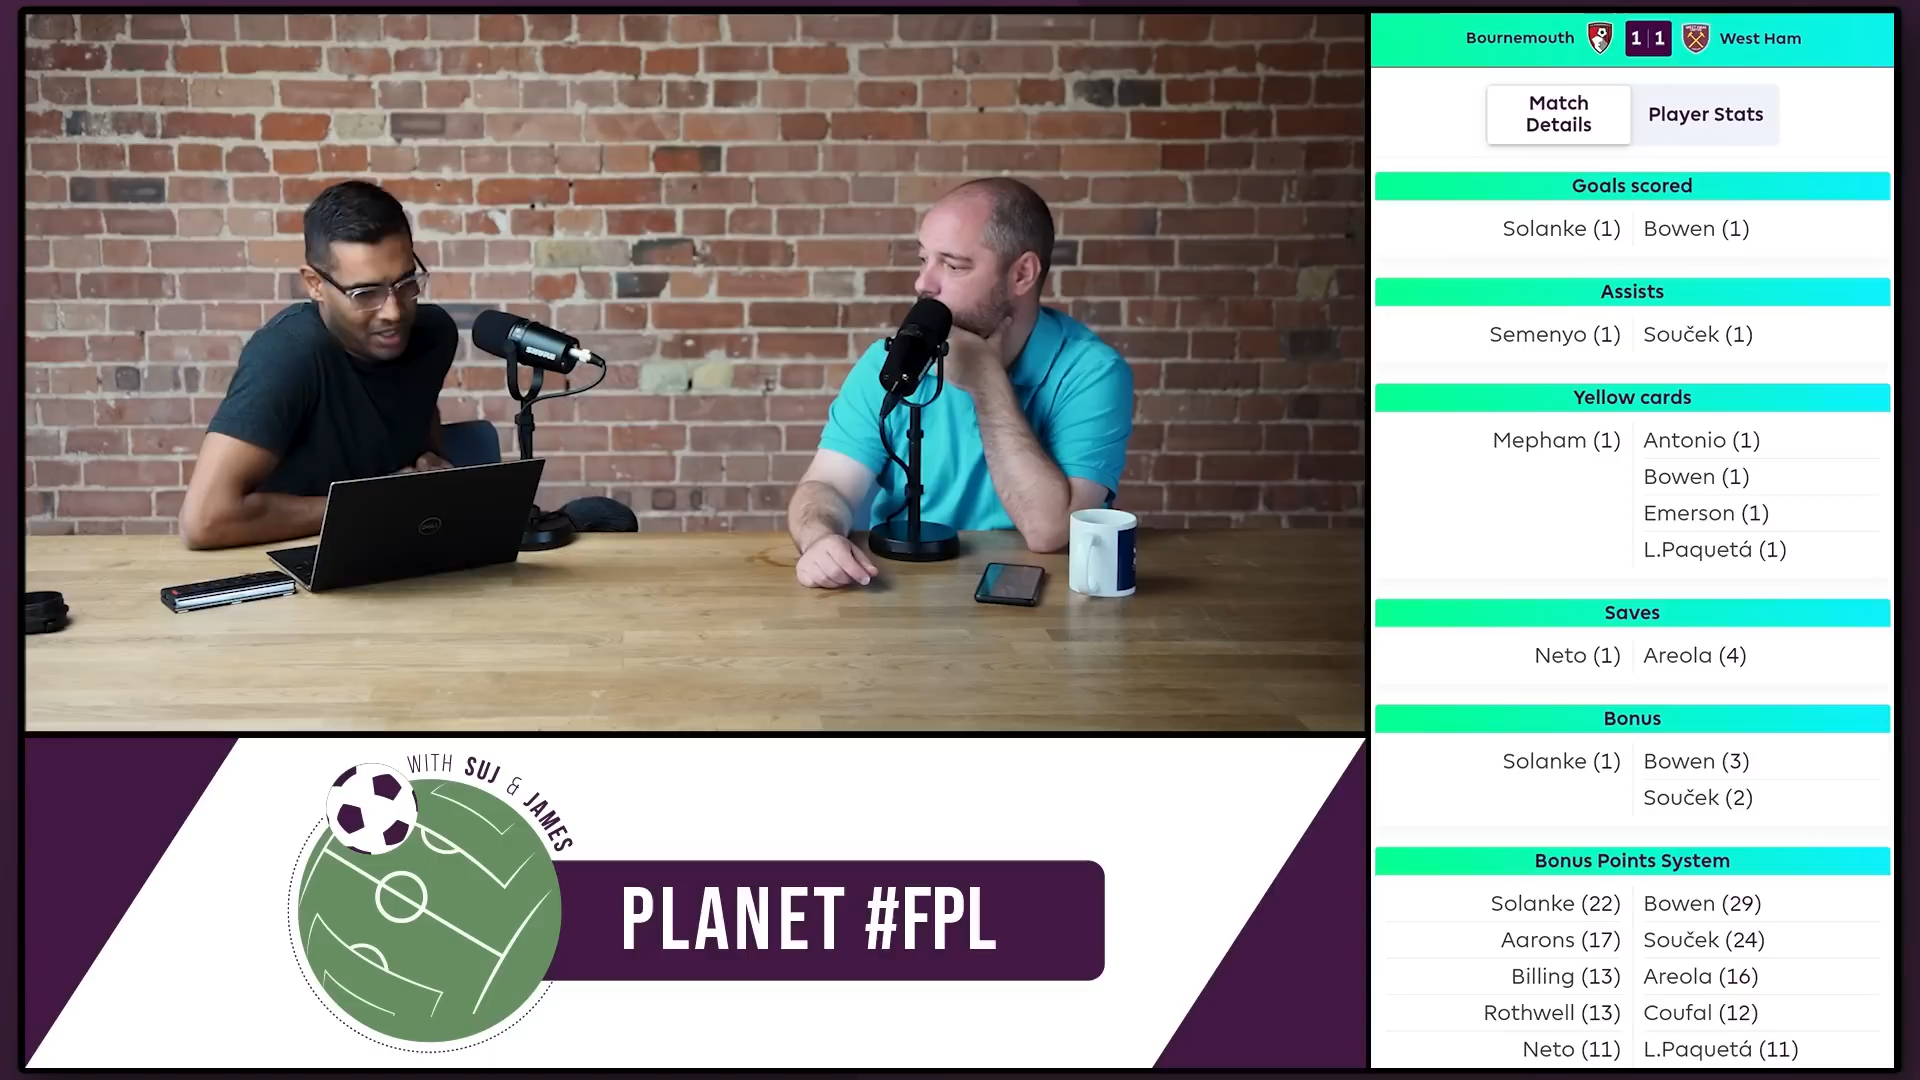 Bournemouth 1 | 1 West Ham
Match
Details
Player Stats
Goals scored
Solanke (1) Bowen (1)
Assists
Semenyo (1) Souček (1)
Yellow cards
Mepham (1) Antonio (1)
Bowen (1)
Emerson (1)
L.Paquetá (1)
Saves
Neto (1) Areola (4)
Bonus
Solanke (1) Bowen (3)
Souček (2)
Bonus Points System
Solanke (22) Bowen (29)
Aarons (17) Souček (24)
Billing (13) Areola (16)
Rothwell (13) Coufal (12)
Neto (11) L.Paquetá (11)
SHURE
DELL
WITH SUJ & JAMES
PLANET #FPL